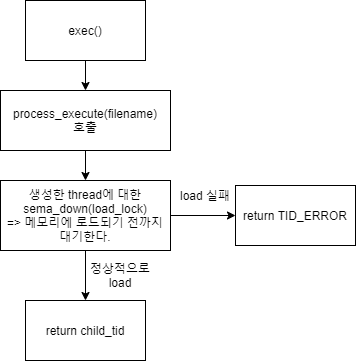 exec()
process_execute(filename)
호출
생성한 thread에 대한
sema_down(load_lock)
=> 메모리에 로드되기 전까지
대기한다.
load 실패
return TID_ERROR
정상적으로
load
return child_tid